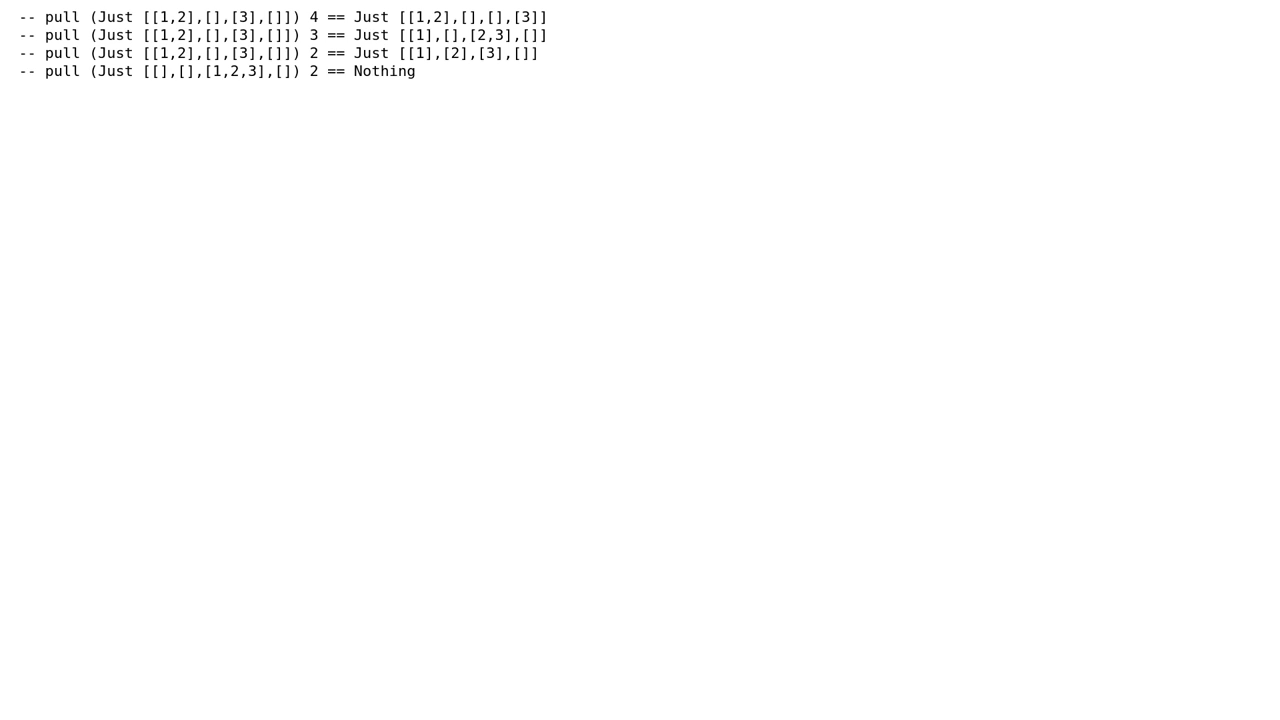 -- pull (Just [[1,2],[],[3],[]]) 4 == Just [[1,2],[],[],[3]]
-- pull (Just [[1,2],[],[3],[]]) 3 == Just [[1],[],[2,3],[]]
-- pull (Just [[1,2],[],[3],[]]) 2 == Just [[1],[2],[3],[]]
-- pull (Just [[],[],[1,2,3],[]) 2 == Nothing